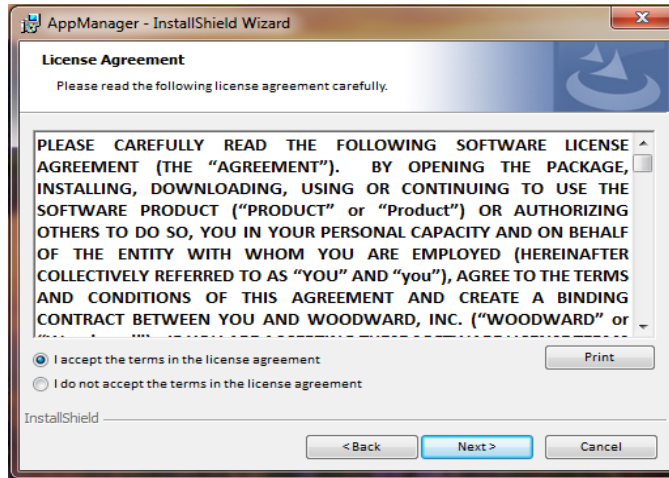 AppManager - InstallShield Wizard
License Agreement
Please read the following license agreement carefully.
PLEASE CAREFULLY READ THE FOLLOWING SOFTWARE LICENSE
AGREEMENT (THE “AGREEMENT”). BY OPENING THE PACKAGE,
INSTALLING, DOWNLOADING, USING OR CONTINUING TO USE THE
SOFTWARE PRODUCT (“PRODUCT” or “Product”) OR AUTHORIZING
OTHERS TO DO SO, YOU IN YOUR PERSONAL CAPACITY AND ON BEHALF
OF THE ENTITY WITH WHOM YOU ARE EMPLOYED (HEREINAFTER
COLLECTIVELY REFERRED TO AS “YOU” AND “you”), AGREE TO THE TERMS
AND CONDITIONS OF THIS AGREEMENT AND CREATE A BINDING
CONTRACT BETWEEN YOU AND WOODWARD, INC. (“WOODWARD” or
I accept the terms in the license agreement
Print
I do not accept the terms in the license agreement
InstallShield
< Back
Next >
Cancel